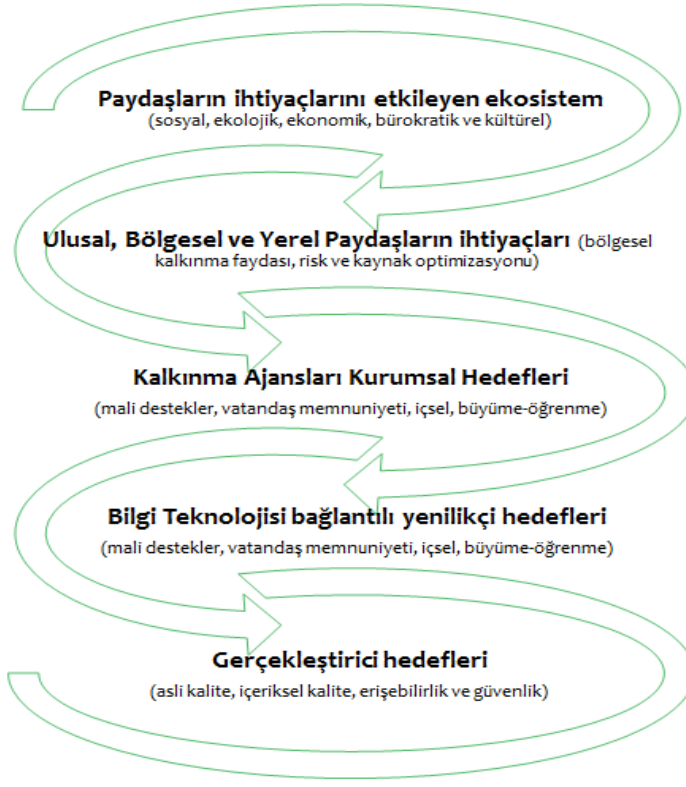 Paydaşların ihtiyaçlarını etkileyen ekosistem
(sosyal, ekolojik, ekonomik, bürokratik ve kültürel)
Ulusal, Bölgesel ve Yerel Paydaşların ihtiyaçları (bölgesel
kalkınma faydası, risk ve kaynak optimizasyonu)
Kalkınma Ajansları Kurumsal Hedefleri
(mali destekler, vatandaş memnuniyeti, içsel, büyüme-öğrenme)
Bilgi Teknolojisi bağlantılı yenilikçi hedefleri
(mali destekler, vatandaş memnuniyeti, içsel, büyüme-öğrenme)
Gerçekleştirici hedefleri
(asli kalite, içeriksel kalite, erişebilirlik ve güvenlik)